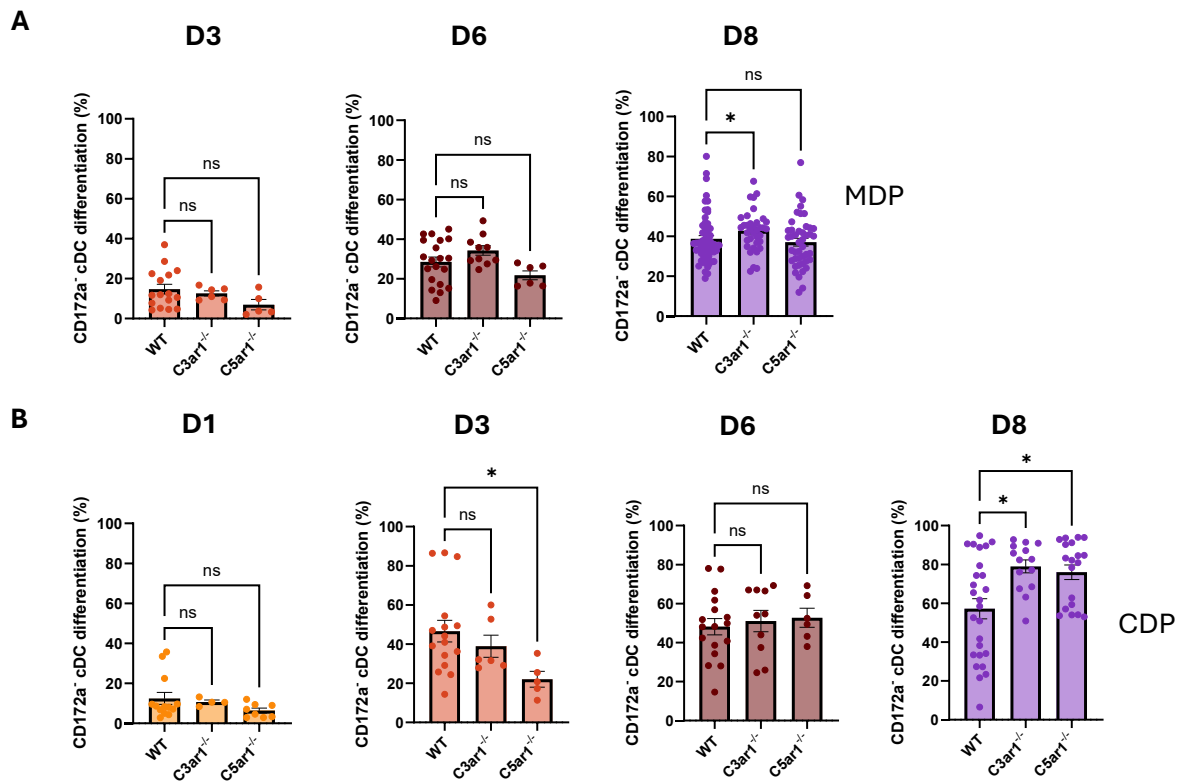 A
D3
D6
D8
CD172a⁻ cDC differentiation (%)
100
80
60
40
20
0
ns
ns
WT
C3ar1⁻/⁻
C5ar1⁻/⁻
CD172a⁻ cDC differentiation (%)
100
80
60
40
20
0
ns
ns
WT
C3ar1⁻/⁻
C5ar1⁻/⁻
CD172a⁻ cDC differentiation (%)
100
80
60
40
20
0
ns
*
WT
C3ar1⁻/⁻
C5ar1⁻/⁻
MDP
B
D1
D3
D6
D8
CD172a⁻ cDC differentiation (%)
100
80
60
40
20
0
ns
ns
WT
C3ar1⁻/⁻
C5ar1⁻/⁻
CD172a⁻ cDC differentiation (%)
100
80
60
40
20
0
*
ns
WT
C3ar1⁻/⁻
C5ar1⁻/⁻
CD172a⁻ cDC differentiation (%)
100
80
60
40
20
0
ns
ns
WT
C3ar1⁻/⁻
C5ar1⁻/⁻
CD172a⁻ cDC differentiation (%)
100
80
60
40
20
0
*
*
WT
C3ar1⁻/⁻
C5ar1⁻/⁻
CDP